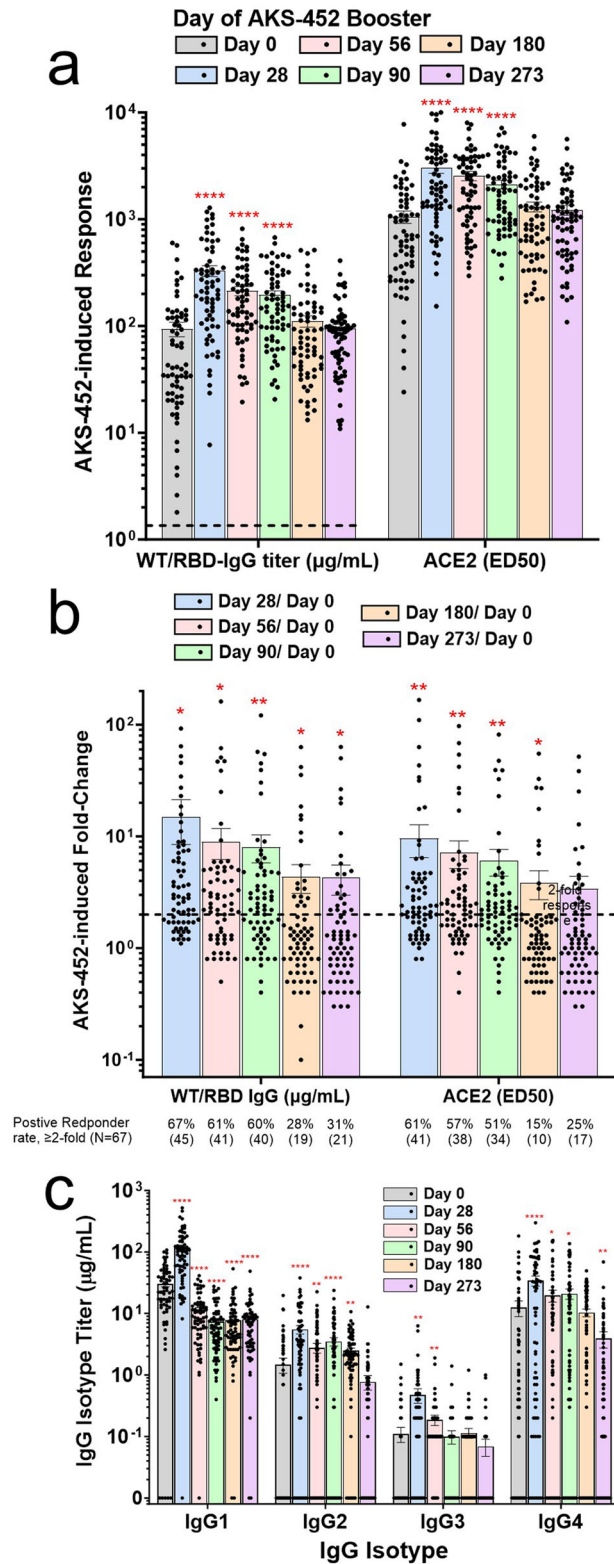 Day of AKS-452 Booster
Day 0
Day 56
Day 180
Day 28
Day 90
Day 273
a
AKS-452-induced Response
10^4
10^3
10^2
10^1
10^0
****
****
****
****
****
****
WT/RBD-IgG titer (µg/mL)
ACE2 (ED50)
b
Day 28/ Day 0
Day 56/ Day 0
Day 90/ Day 0
Day 180/ Day 0
Day 273/ Day 0
AKS-452-induced Fold-Change
10^2
10^1
10^0
10^-1
*
*
**
*
*
**
**
**
*
2-fold
respons
e
WT/RBD IgG (µg/mL)
ACE2 (ED50)
Postive Redponder
rate, ≥2-fold (N=67)
67% 61% 60% 28% 31% 61% 57% 51% 15% 25%
(45) (41) (40) (19) (21) (41) (38) (34) (10) (17)
c
Day 0
Day 28
Day 56
Day 90
Day 180
Day 273
IgG Isotype Titer (µg/mL)
10^3
10^2
10^1
10^0
10^-1
0
****
****
****
****
****
****
**
****
**
**
**
****
*
*
**
IgG1
IgG2
IgG3
IgG4
IgG Isotype